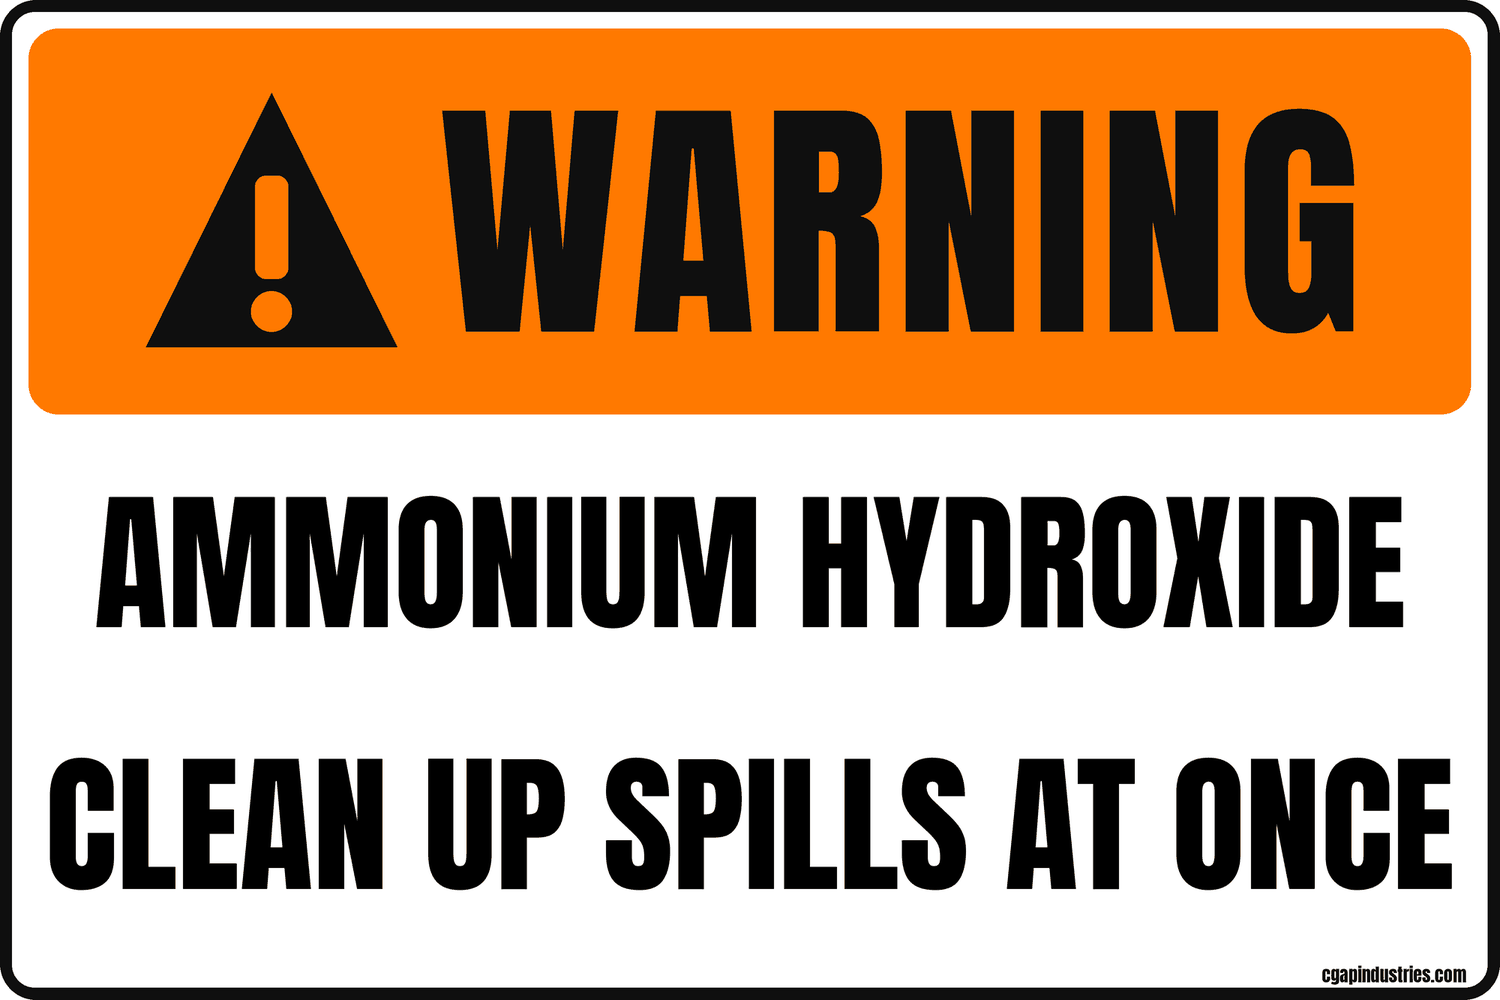 WARNING
AMMONIUM HYDROXIDE
CLEAN UP SPILLS AT ONCE
cgapindustries.com